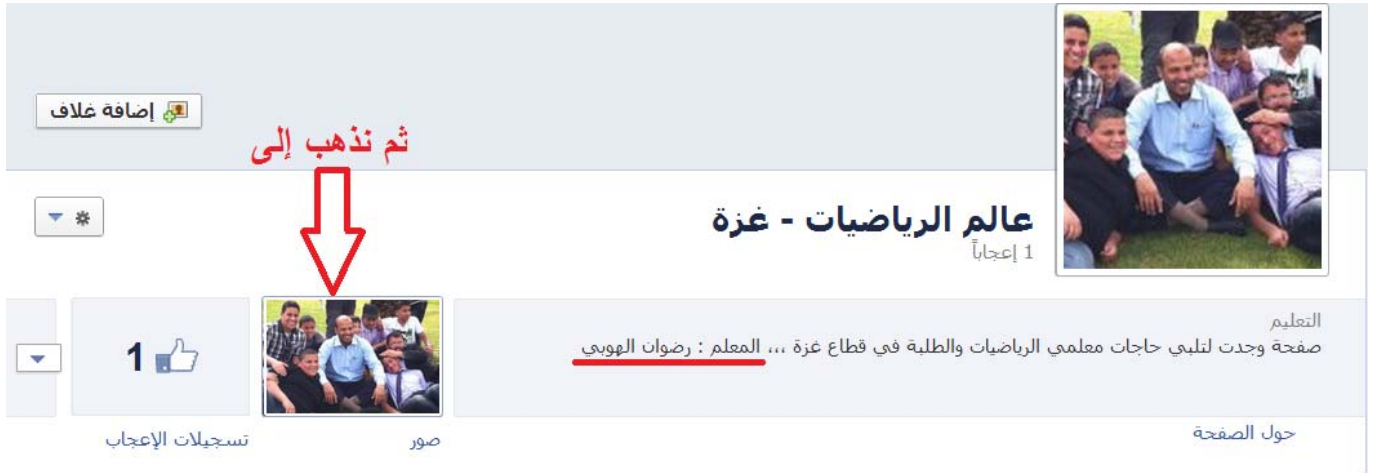 إضافة غلاف
ثم نذهب إلى
عالم الرياضيات - غزة
1 إعجاباً
التعليم
صفحة وجدت لتلبي حاجات معلمي الرياضيات والطلبة في قطاع غزة ،،، المعلم : رضوان الهوبي
1
حول الصفحة
صور
تسجيلات الإعجاب